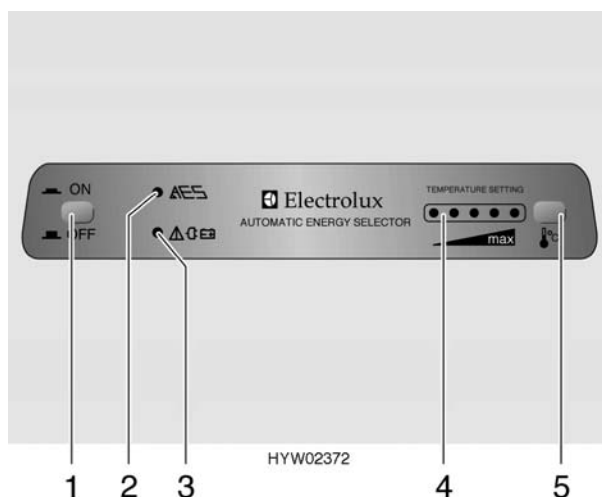 ON
OFF
AES
Electrolux
AUTOMATIC ENERGY SELECTOR
TEMPERATURE SETTING
max
°C
HYW02372
1 2 3 4 5